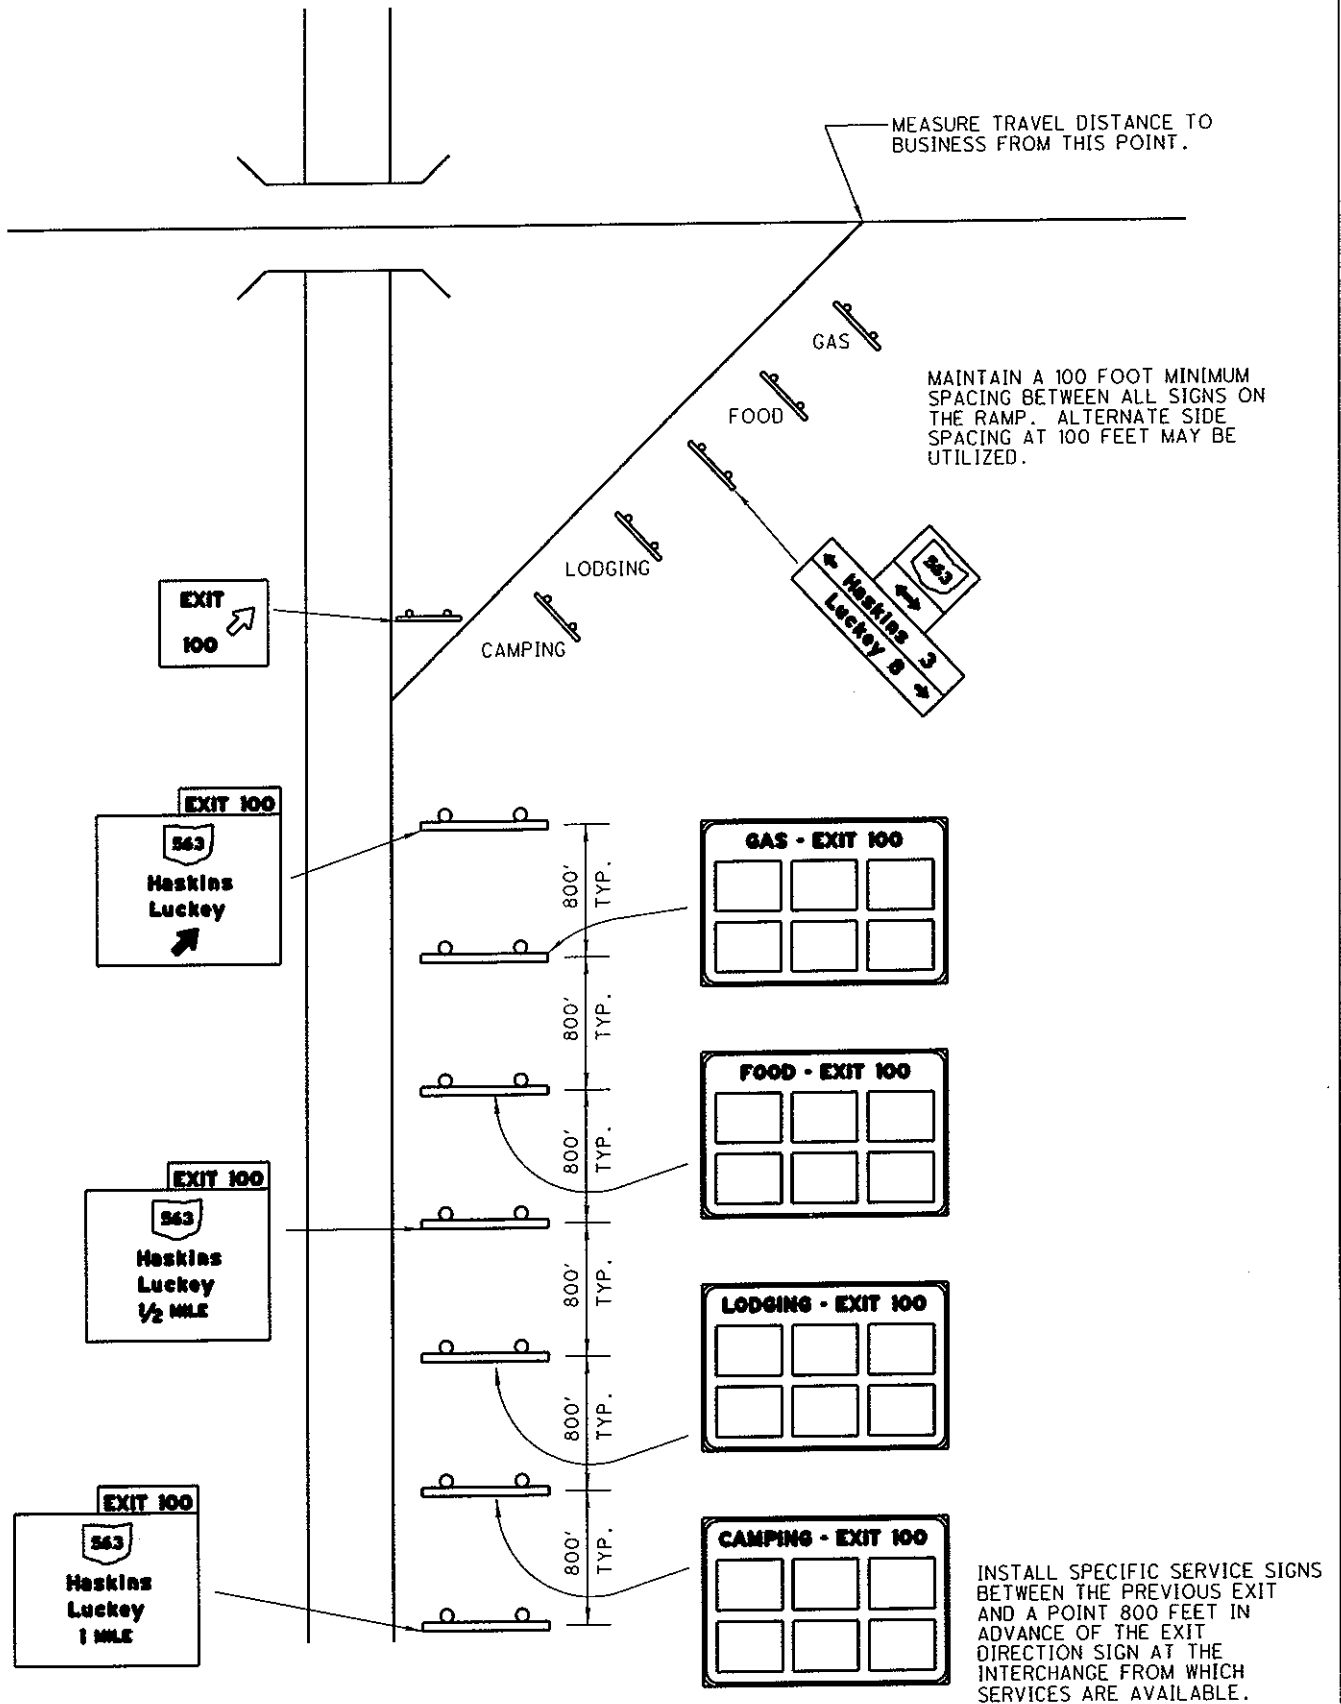 MEASURE TRAVEL DISTANCE TO
BUSINESS FROM THIS POINT.
GAS
FOOD
LODGING
CAMPING
MAINTAIN A 100 FOOT MINIMUM
SPACING BETWEEN ALL SIGNS ON
THE RAMP. ALTERNATE SIDE
SPACING AT 100 FEET MAY BE
UTILIZED.
563
Haskins 3
Luckey 8
EXIT
100
EXIT 100
563
Haskins
Luckey
800'
TYP.
GAS - EXIT 100
800'
TYP.
FOOD - EXIT 100
800'
TYP.
EXIT 100
563
Haskins
Luckey
1/2 MILE
800'
TYP.
LODGING - EXIT 100
800'
TYP.
EXIT 100
563
Haskins
Luckey
1 MILE
800'
TYP.
CAMPING - EXIT 100
INSTALL SPECIFIC SERVICE SIGNS
BETWEEN THE PREVIOUS EXIT
AND A POINT 800 FEET IN
ADVANCE OF THE EXIT
DIRECTION SIGN AT THE
INTERCHANGE FROM WHICH
SERVICES ARE AVAILABLE.